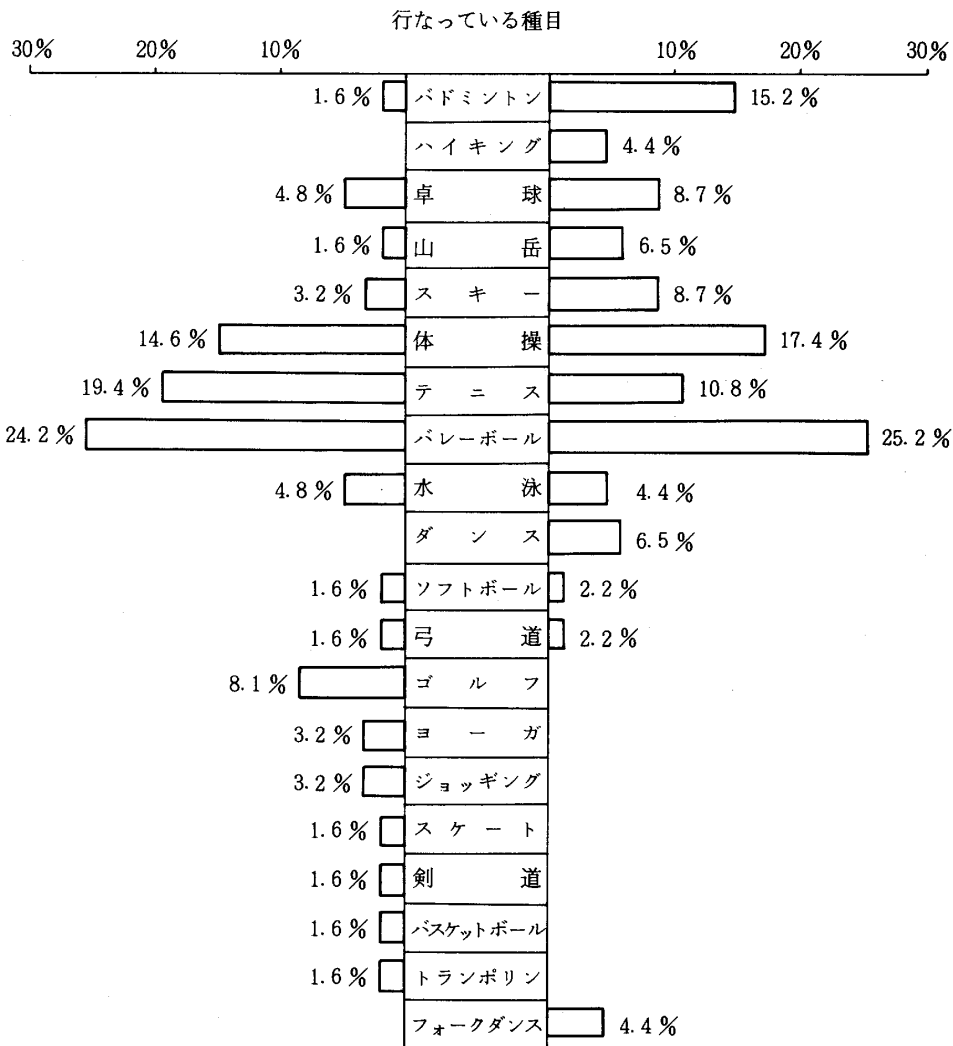 行なっている種目
30% 20% 10% 10% 20% 30%
1.6% バドミントン 15.2%
ハイキング 4.4%
4.8% 卓球 8.7%
1.6% 山岳 6.5%
3.2% スキー 8.7%
14.6% 体操 17.4%
19.4% テニス 10.8%
24.2% バレーボール 25.2%
4.8% 水泳 4.4%
ダンス 6.5%
1.6% ソフトボール 2.2%
1.6% 弓道 2.2%
8.1% ゴルフ
3.2% ヨーガ
3.2% ジョッギング
1.6% スケート
1.6% 剣道
1.6% バスケットボール
1.6% トランポリン
フォークダンス 4.4%